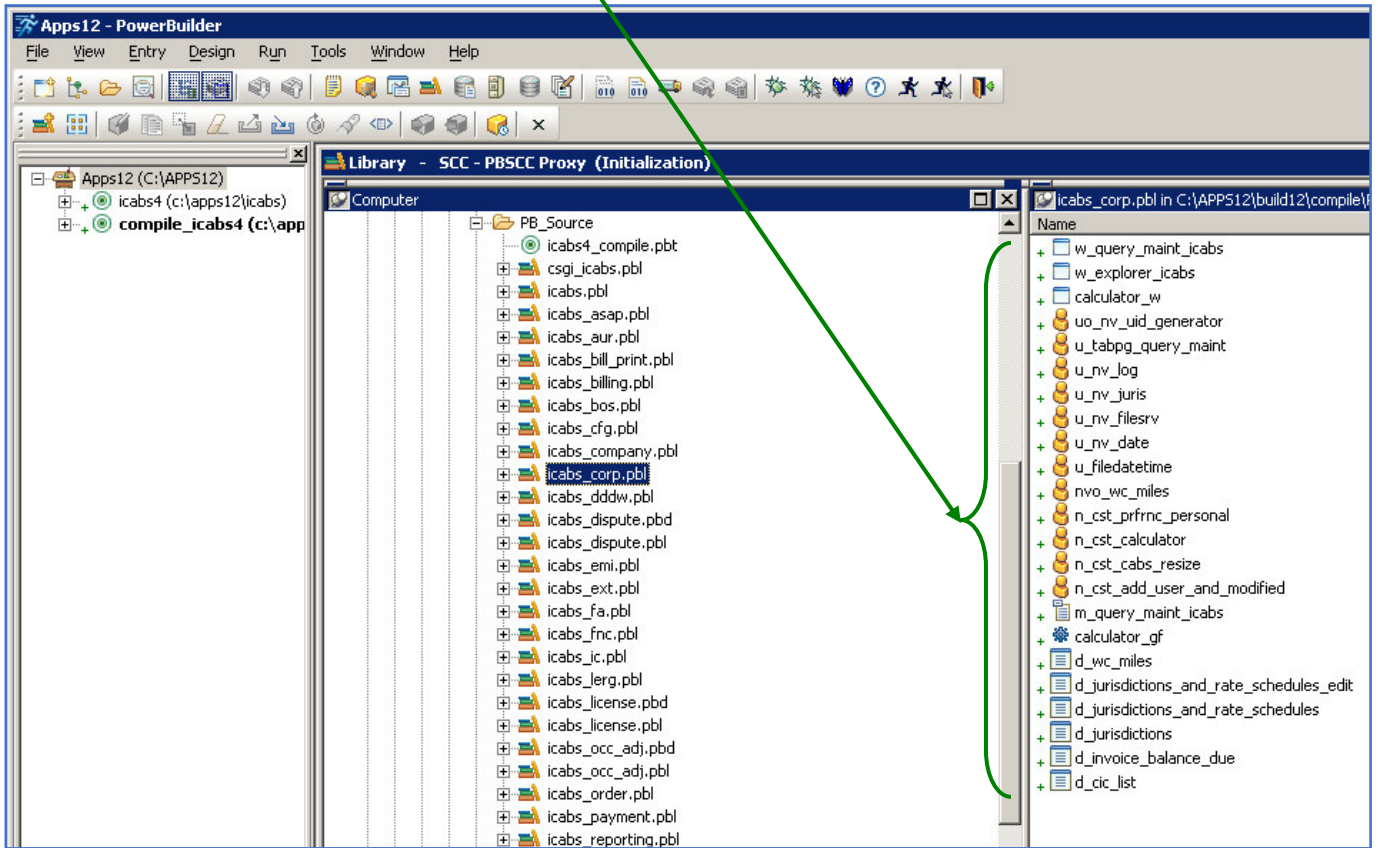 Apps12 - PowerBuilder
File View Entry Design Run Tools Window Help
Apps12 (C:\APPS12)
icabs4 (c:\apps12\icabs)
compile_icabs4 (c:\app
Library - SCC - PBSCC Proxy (Initialization)
Computer
PB_Source
icabs4_compile.pbt
csgi_icabs.pbl
icabs.pbl
icabs_asap.pbl
icabs_aur.pbl
icabs_bill_print.pbl
icabs_billing.pbl
icabs_bos.pbl
icabs_cfg.pbl
icabs_company.pbl
icabs_corp.pbl
icabs_dddw.pbl
icabs_dispute.pbd
icabs_dispute.pbl
icabs_emi.pbl
icabs_ext.pbl
icabs_fa.pbl
icabs_fnc.pbl
icabs_ic.pbl
icabs_lerg.pbl
icabs_license.pbd
icabs_license.pbl
icabs_occ_adj.pbd
icabs_occ_adj.pbl
icabs_order.pbl
icabs_payment.pbl
icabs_reporting.pbl
icabs_corp.pbl in C:\APPS12\build12\compile\
Name
w_query_maint_icabs
w_explorer_icabs
calculator_w
uo_nv_uid_generator
u_tabpg_query_maint
u_nv_log
u_nv_juris
u_nv_filesrv
u_nv_date
u_filedatetime
nvo_wc_miles
n_cst_prfrnc_personal
n_cst_calculator
n_cst_cabs_resize
n_cst_add_user_and_modified
m_query_maint_icabs
calculator_gf
d_wc_miles
d_jurisdictions_and_rate_schedules_edit
d_jurisdictions_and_rate_schedules
d_jurisdictions
d_invoice_balance_due
d_cic_list